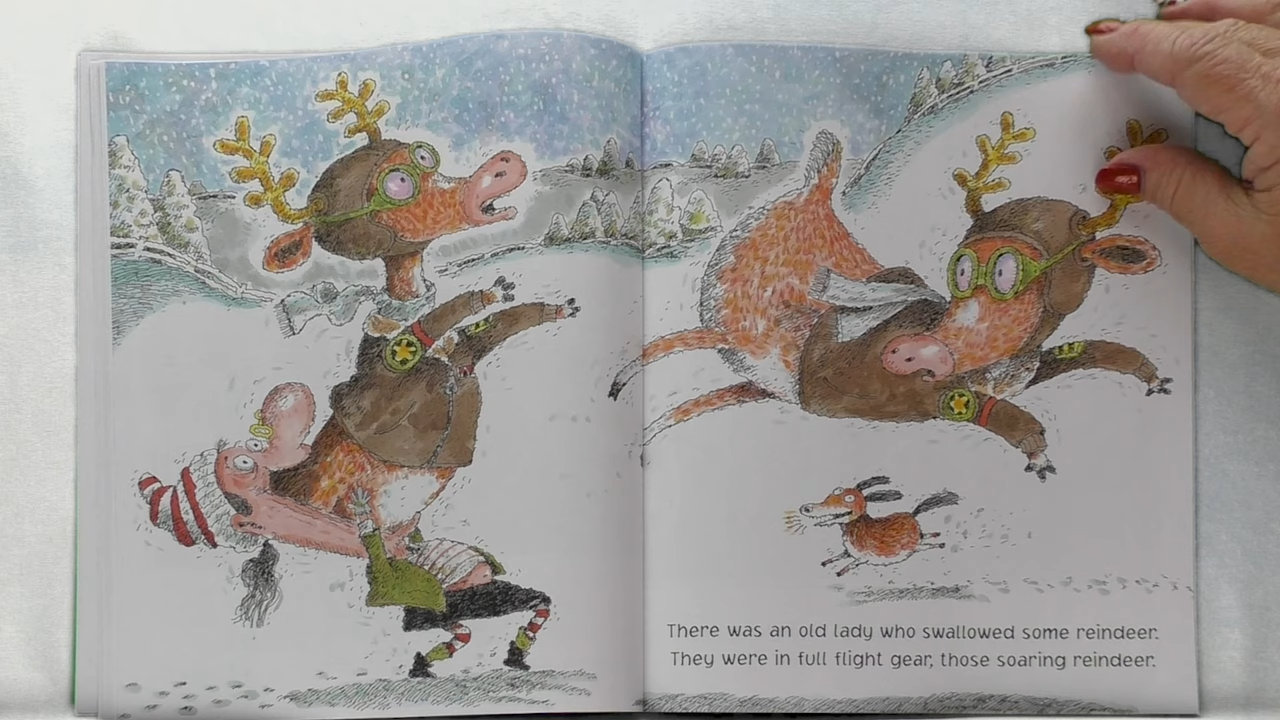 There was an old lady who swallowed some reindeer.
They were in full flight gear, those soaring reindeer.